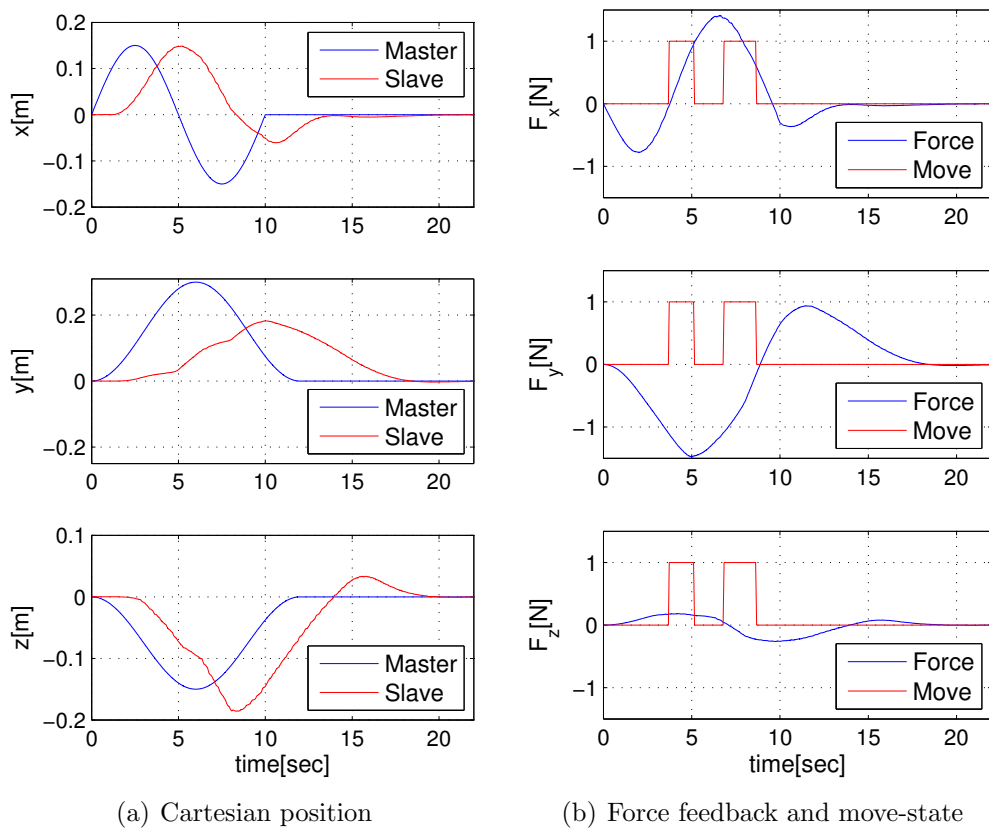 0.2
0.1
0
−0.1
−0.2
x[m]
Master
Slave
0 5 10 15 20
0.2
0
−0.2
y[m]
Master
Slave
0 5 10 15 20
0.1
0
−0.1
−0.2
z[m]
Master
Slave
0 5 10 15 20
time[sec]
(a) Cartesian position
1
0
−1
F_x[N]
Force
Move
0 5 10 15 20
1
0
−1
F_y[N]
Force
Move
0 5 10 15 20
1
0
−1
F_z[N]
Force
Move
0 5 10 15 20
time[sec]
(b) Force feedback and move-state